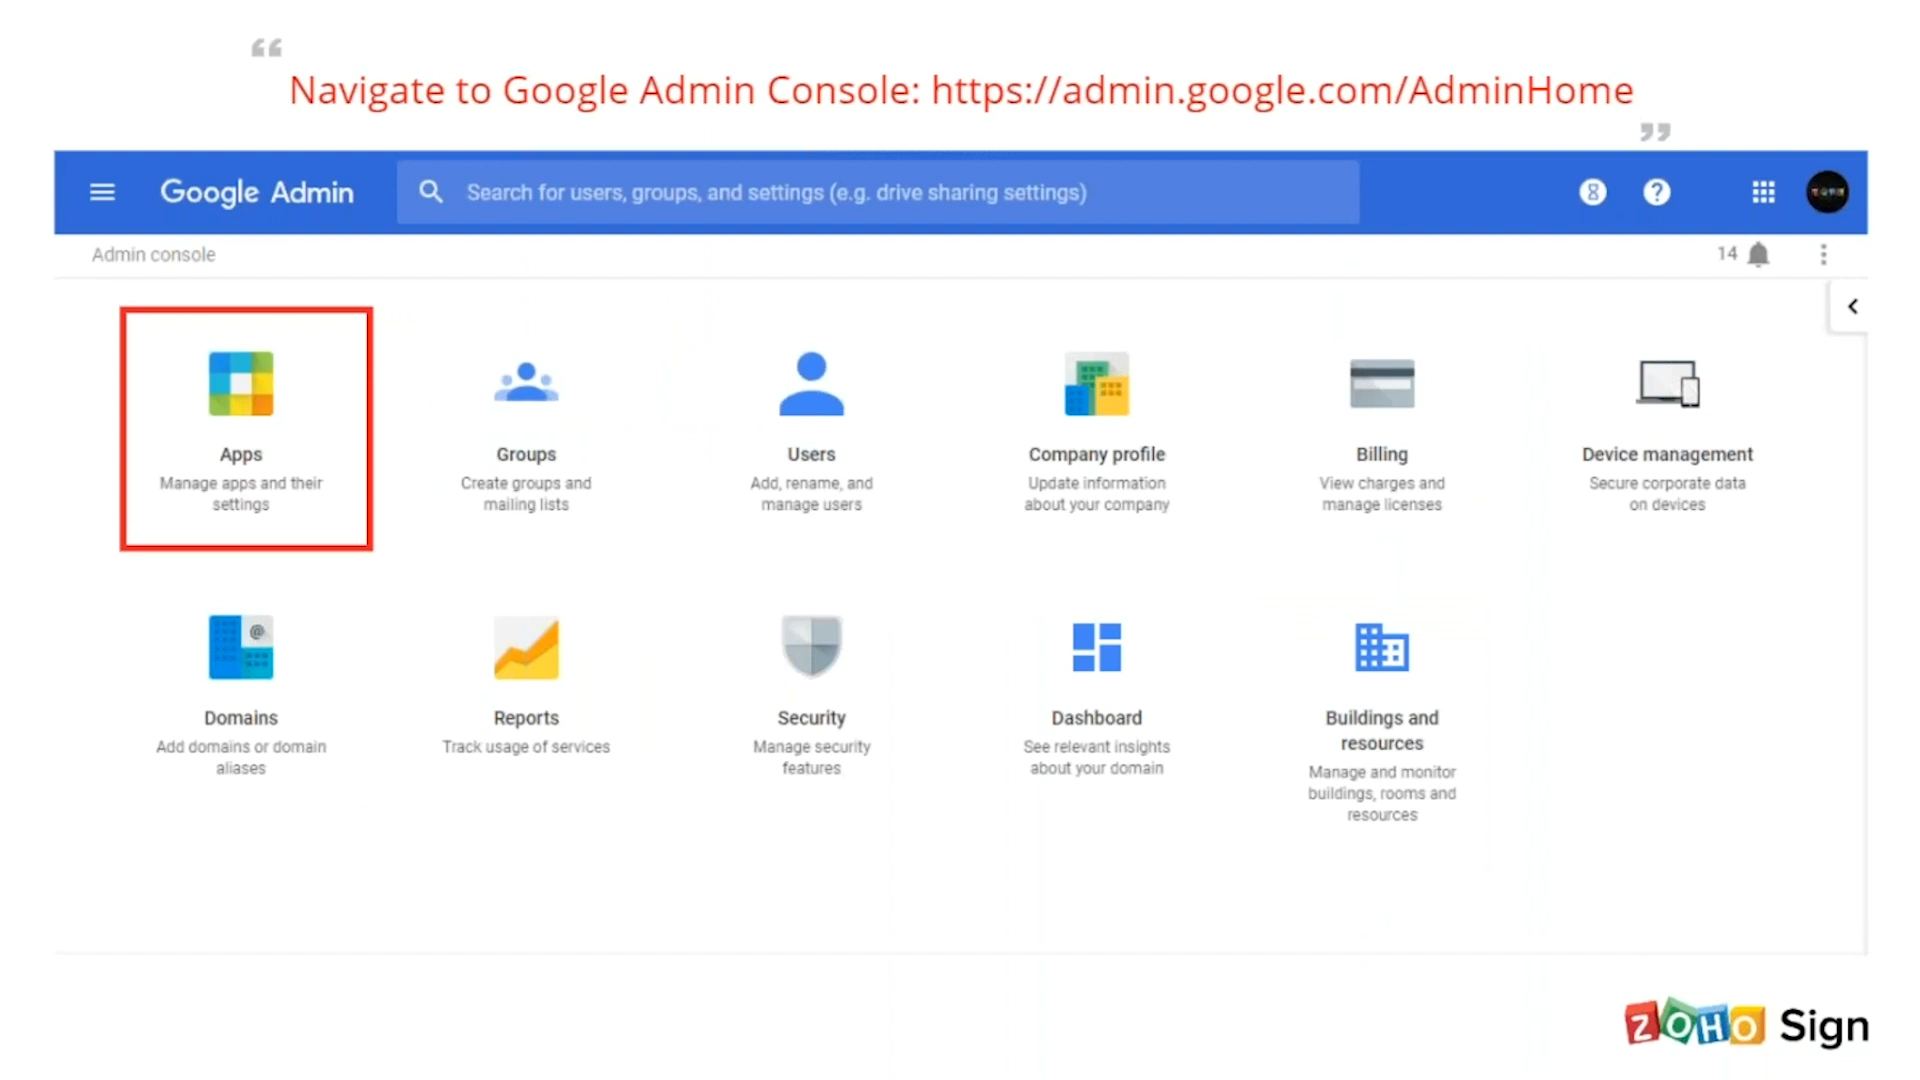 “
Navigate to Google Admin Console: https://admin.google.com/AdminHome
”
Google Admin
Search for users, groups, and settings (e.g. drive sharing settings)
8
?
ZOHO
Admin console
14
Apps
Manage apps and their
settings
Groups
Create groups and
mailing lists
Users
Add, rename, and
manage users
Company profile
Update information
about your company
Billing
View charges and
manage licenses
Device management
Secure corporate data
on devices
@
Domains
Add domains or domain
aliases
Reports
Track usage of services
Security
Manage security
features
Dashboard
See relevant insights
about your domain
Buildings and
resources
Manage and monitor
buildings, rooms and
resources
ZOHO Sign